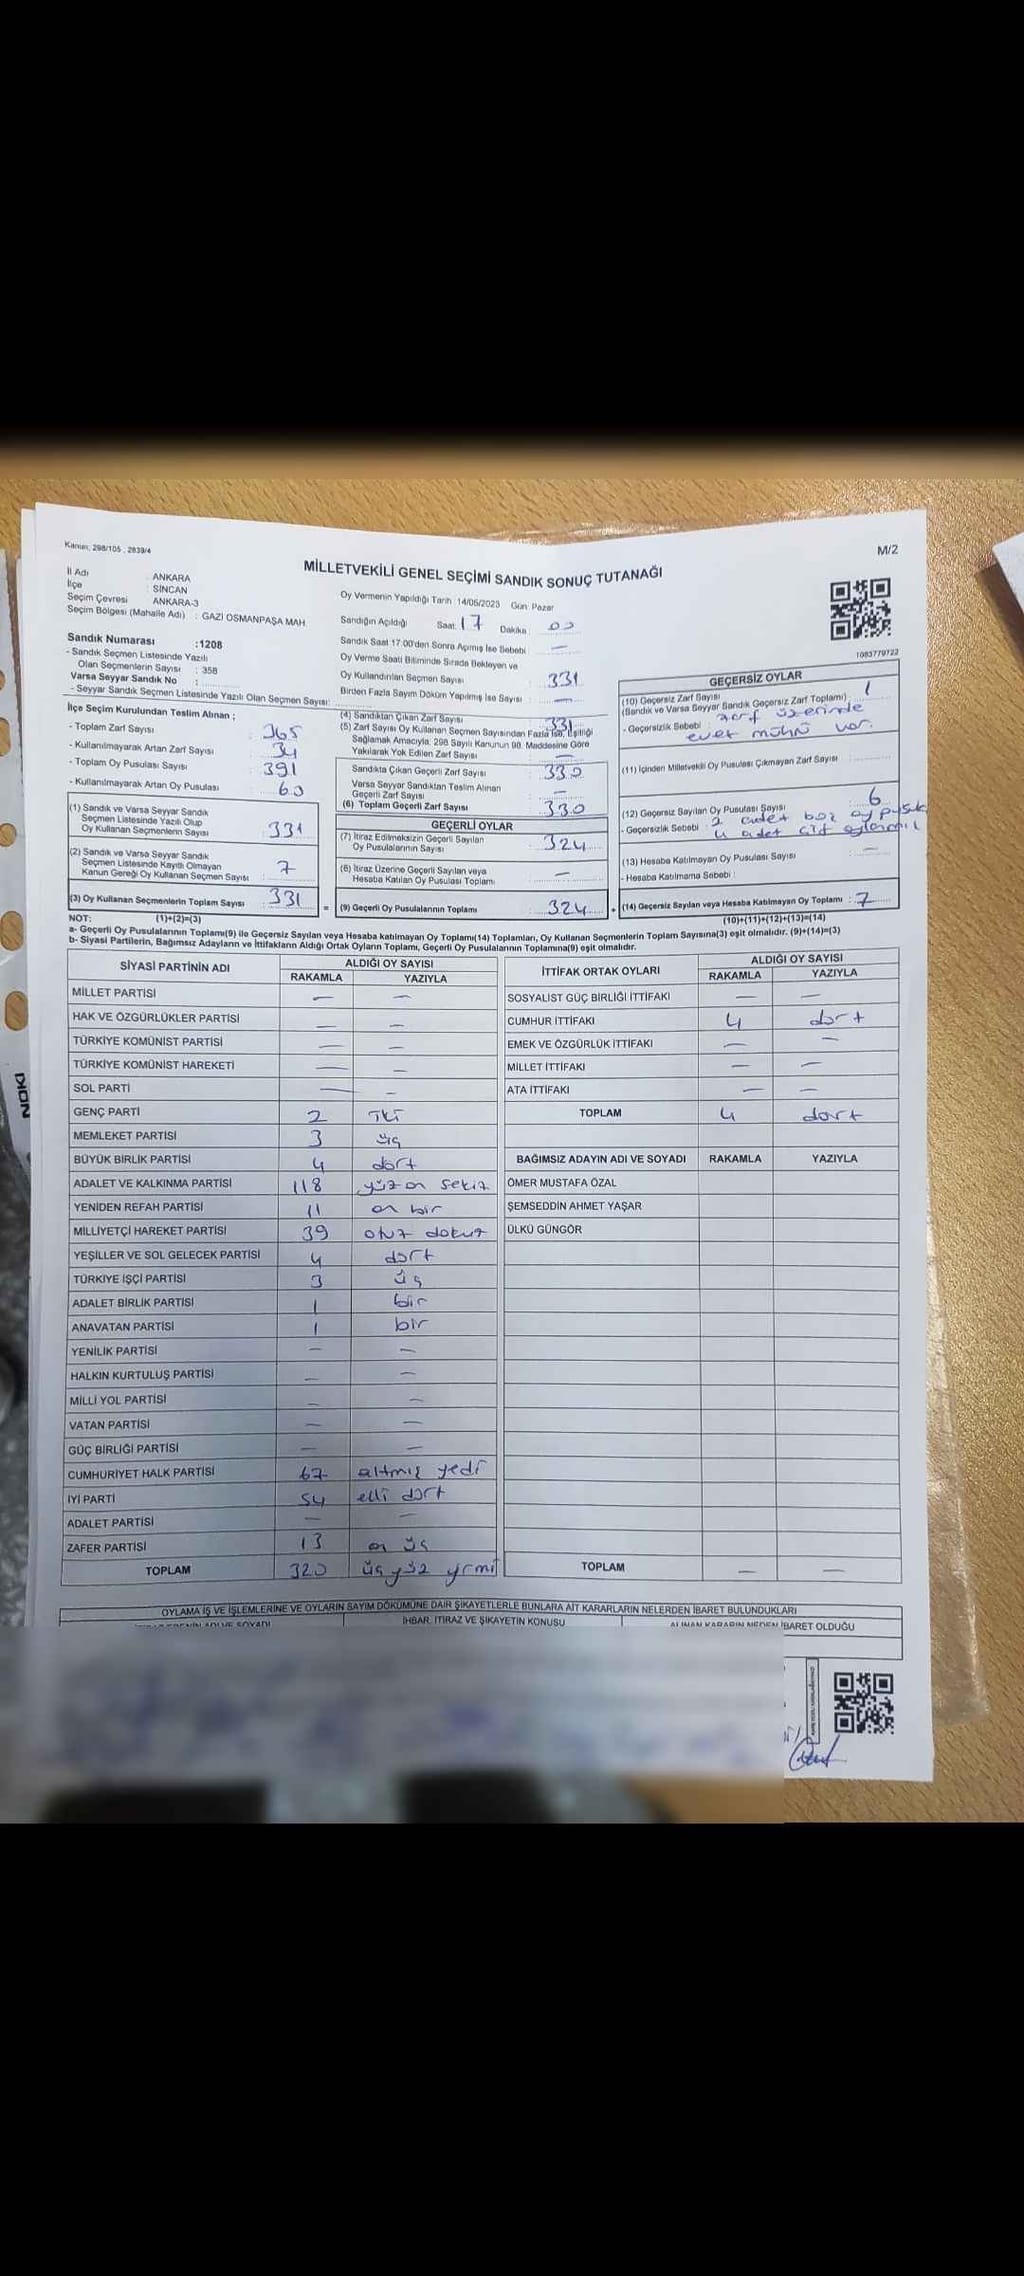 Kanun: 298/105 , 2839/4
M/2
MİLLETVEKİLİ GENEL SEÇİMİ SANDIK SONUÇ TUTANAĞI
İl Adı : ANKARA
İlçe : SİNCAN
Seçim Çevresi : ANKARA-3
Seçim Bölgesi (Mahalle Adı) : GAZİ OSMANPAŞA MAH.
Sandık Numarası : 1208
- Sandık Seçmen Listesinde Yazılı
Olan Seçmenlerin Sayısı : 358
Varsa Seyyar Sandık No :
- Seyyar Sandık Seçmen Listesinde Yazılı Olan Seçmen Sayısı:
İlçe Seçim Kurulundan Teslim Alınan ;
- Toplam Zarf Sayısı : 365
- Kullanılmayarak Artan Zarf Sayısı : 34
- Toplam Oy Pusulası Sayısı : 391
- Kullanılmayarak Artan Oy Pusulası : 60
(1) Sandık ve Varsa Seyyar Sandık
Seçmen Listesinde Yazılı Olup
Oy Kullanan Seçmenlerin Sayısı : 331
(2) Sandık ve Varsa Seyyar Sandık
Seçmen Listesinde Kayıtlı Olmayan
Kanun Gereği Oy Kullanan Seçmen Sayısı : 7
(3) Oy Kullanan Seçmenlerin Toplam Sayısı : 331 =
Oy Vermenin Yapıldığı Tarih : 14/05/2023 Gün: Pazar
Sandığın Açıldığı Saat: 17 Dakika : 00
Sandık Saat 17:00'den Sonra Açılmış İse Sebebi : —
Oy Verme Saati Bitiminde Sırada Bekleyen ve
Oy Kullandırılan Seçmen Sayısı : 331
Birden Fazla Sayım Döküm Yapılmış İse Sayısı : —
(4) Sandıktan Çıkan Zarf Sayısı : 331
(5) Zarf Sayısı Oy Kullanan Seçmen Sayısından Fazla İse, Eşitliği
Sağlamak Amacıyla, 298 Sayılı Kanunun 98. Maddesine Göre
Yakılarak Yok Edilen Zarf Sayısı : —
Sandıkta Çıkan Geçerli Zarf Sayısı : 330
Varsa Seyyar Sandıktan Teslim Alınan
Geçerli Zarf Sayısı : —
(6) Toplam Geçerli Zarf Sayısı : 330
GEÇERLİ OYLAR
(7) İtiraz Edilmeksizin Geçerli Sayılan
Oy Pusulalarının Sayısı : 324
(8) İtiraz Üzerine Geçerli Sayılan veya
Hesaba Katılan Oy Pusulası Toplamı : —
(9) Geçerli Oy Pusulalarının Toplamı : 324 +
1083779722
GEÇERSİZ OYLAR
(10) Geçersiz Zarf Sayısı
(Sandık ve Varsa Seyyar Sandık Geçersiz Zarf Toplamı) : 1
- Geçersizlik Sebebi : zarf üzerinde
evet mührü var.
(11) İçinden Milletvekili Oy Pusulası Çıkmayan Zarf Sayısı :
(12) Geçersiz Sayılan Oy Pusulası Sayısı : 6
- Geçersizlik Sebebi : 2 adet boş oy pusula
4 adet çift oylamalı
(13) Hesaba Katılmayan Oy Pusulası Sayısı : —
- Hesaba Katılmama Sebebi :
(14) Geçersiz Sayılan veya Hesaba Katılmayan Oy Toplamı : 7
NOT: (1)+(2)=(3) (10)+(11)+(12)+(13)=(14)
a- Geçerli Oy Pusulalarının Toplamı(9) ile Geçersiz Sayılan veya Hesaba katılmayan Oy Toplamı(14) Toplamları, Oy Kullanan Seçmenlerin Toplam Sayısına(3) eşit olmalıdır. (9)+(14)=(3)
b- Siyasi Partilerin, Bağımsız Adayların ve İttifakların Aldığı Ortak Oyların Toplamı, Geçerli Oy Pusulalarının Toplamına(9) eşit olmalıdır.
SİYASİ PARTİNİN ADI ALDIĞI OY SAYISI
RAKAMLA YAZIYLA
MİLLET PARTİSİ — —
HAK VE ÖZGÜRLÜKLER PARTİSİ — —
TÜRKİYE KOMÜNİST PARTİSİ — —
TÜRKİYE KOMÜNİST HAREKETİ — —
SOL PARTİ — —
GENÇ PARTİ 2 iki
MEMLEKET PARTİSİ 3 üç
BÜYÜK BİRLİK PARTİSİ 4 dört
ADALET VE KALKINMA PARTİSİ 118 yüz on sekiz
YENİDEN REFAH PARTİSİ 11 on bir
MİLLİYETÇİ HAREKET PARTİSİ 39 otuz dokuz
YEŞİLLER VE SOL GELECEK PARTİSİ 4 dört
TÜRKİYE İŞÇİ PARTİSİ 3 üç
ADALET BİRLİK PARTİSİ 1 bir
ANAVATAN PARTİSİ 1 bir
YENİLİK PARTİSİ — —
HALKIN KURTULUŞ PARTİSİ — —
MİLLİ YOL PARTİSİ — —
VATAN PARTİSİ — —
GÜÇ BİRLİĞİ PARTİSİ — —
CUMHURİYET HALK PARTİSİ 67 altmış yedi
İYİ PARTİ 54 elli dört
ADALET PARTİSİ — —
ZAFER PARTİSİ 13 on üç
TOPLAM 320 üç yüz yirmi
İTTİFAK ORTAK OYLARI ALDIĞI OY SAYISI
RAKAMLA YAZIYLA
SOSYALİST GÜÇ BİRLİĞİ İTTİFAKI — —
CUMHUR İTTİFAKI 4 dört
EMEK VE ÖZGÜRLÜK İTTİFAKI — —
MİLLET İTTİFAKI — —
ATA İTTİFAKI — —
TOPLAM 4 dört
BAĞIMSIZ ADAYIN ADI VE SOYADI RAKAMLA YAZIYLA
ÖMER MUSTAFA ÖZAL
ŞEMSEDDİN AHMET YAŞAR
ÜLKÜ GÜNGÖR
TOPLAM — —
OYLAMA İŞ VE İŞLEMLERİNE VE OYLARIN SAYIM DÖKÜMÜNE DAİR ŞİKAYETLERLE BUNLARA AİT KARARLARIN NELERDEN İBARET BULUNDUKLARI
İHBAR, İTİRAZ VE ŞİKAYETİN KONUSU
ALINAN KARARIN NEDEN İBARET OLDUĞU